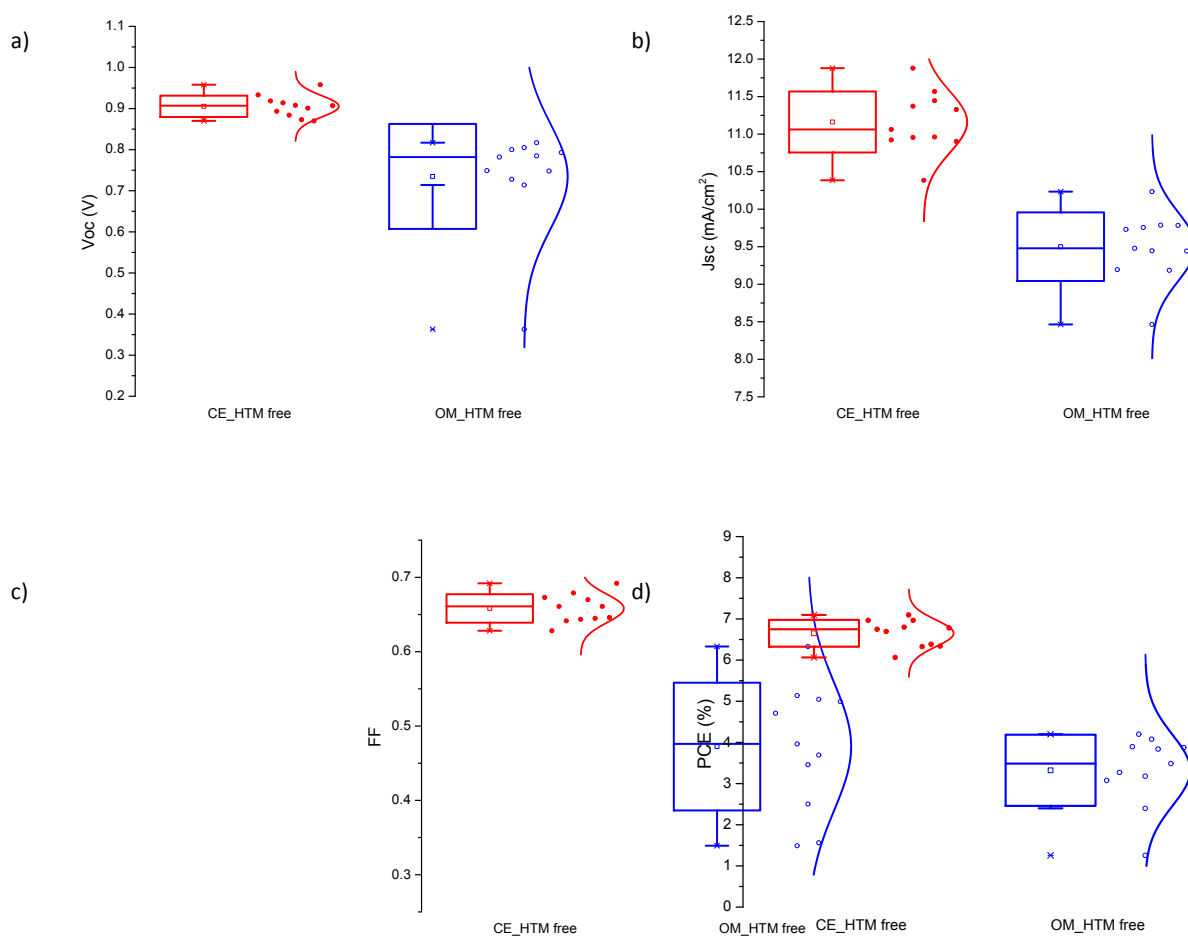 a)
1.1
1.0
0.9
0.8
0.7
0.6
0.5
0.4
0.3
0.2
Voc (V)
CE_HTM free
OM_HTM free
b)
12.5
12.0
11.5
11.0
10.5
10.0
9.5
9.0
8.5
8.0
7.5
Jsc (mA/cm²)
CE_HTM free
OM_HTM free
c)
0.7
0.6
0.5
0.4
0.3
FF
CE_HTM free
OM_HTM free
d)
9
8
7
6
5
4
3
2
1
0
PCE (%)
CE_HTM free
OM_HTM free